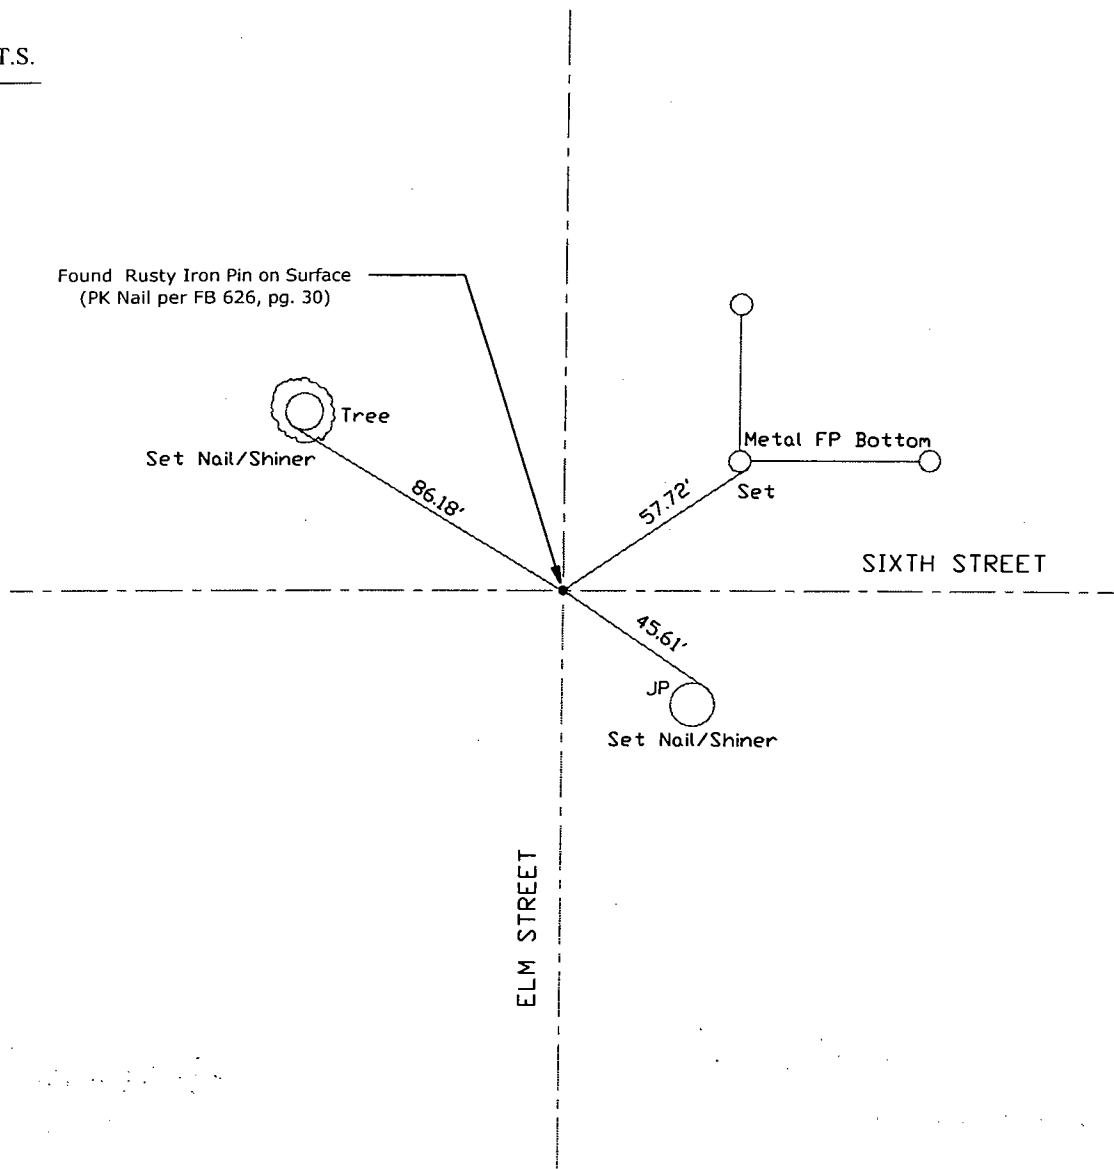 T.S.
Found Rusty Iron Pin on Surface
(PK Nail per FB 626, pg. 30)
Tree
Set Nail/Shiner
86.18'
Metal FP Bottom
Set
57.72'
SIXTH STREET
45.61'
JP
Set Nail/Shiner
ELM STREET